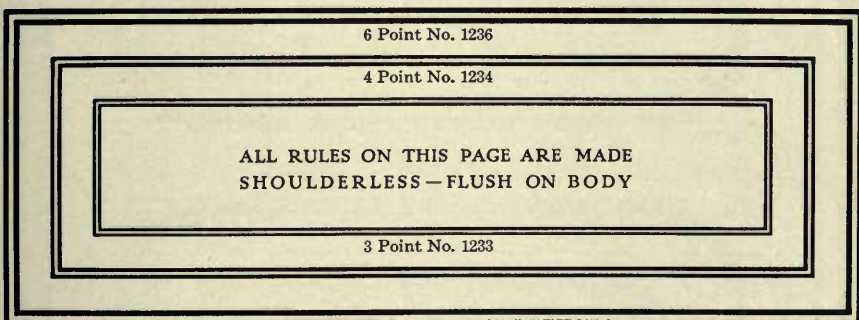 6 Point No. 1236
4 Point No. 1234
ALL RULES ON THIS PAGE ARE MADE
SHOULDERLESS—FLUSH ON BODY
3 Point No. 1233